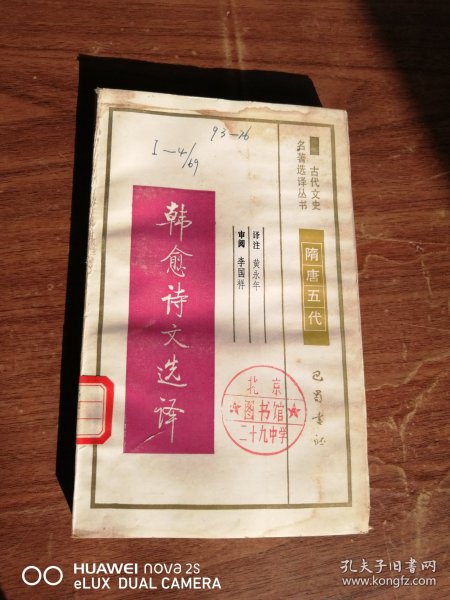 93-26
I-4/69
古代文史
名著选译丛书
隋唐五代
巴蜀书社
译注 黄永年
审阅 李国祥
韩愈诗文选译
北京
图书馆
二十九中学
HUAWEI nova 2s
eLUX DUAL CAMERA
孔夫子旧书网
www.kongfz.com